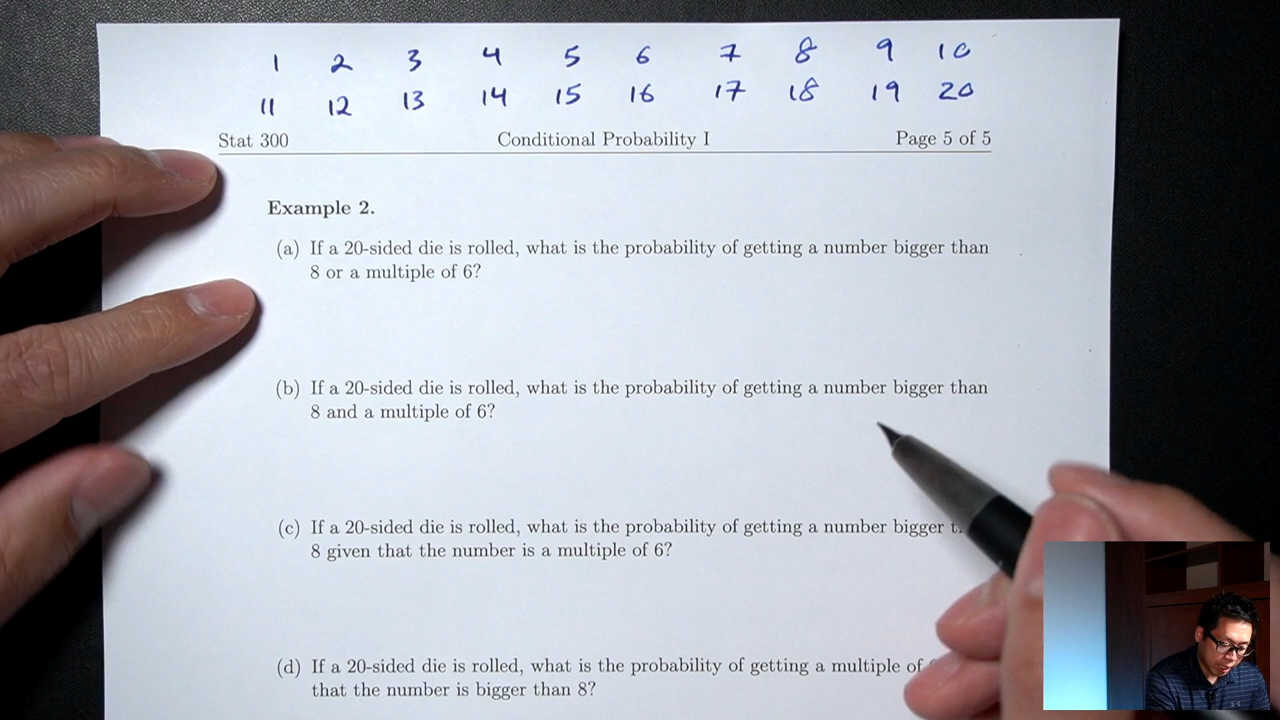 1 2 3 4 5 6 7 8 9 10
11 12 13 14 15 16 17 18 19 20
Stat 300 Conditional Probability I Page 5 of 5
Example 2.
(a) If a 20-sided die is rolled, what is the probability of getting a number bigger than
8 or a multiple of 6?
(b) If a 20-sided die is rolled, what is the probability of getting a number bigger than
8 and a multiple of 6?
(c) If a 20-sided die is rolled, what is the probability of getting a number bigger
8 given that the number is a multiple of 6?
(d) If a 20-sided die is rolled, what is the probability of getting a multiple of
that the number is bigger than 8?